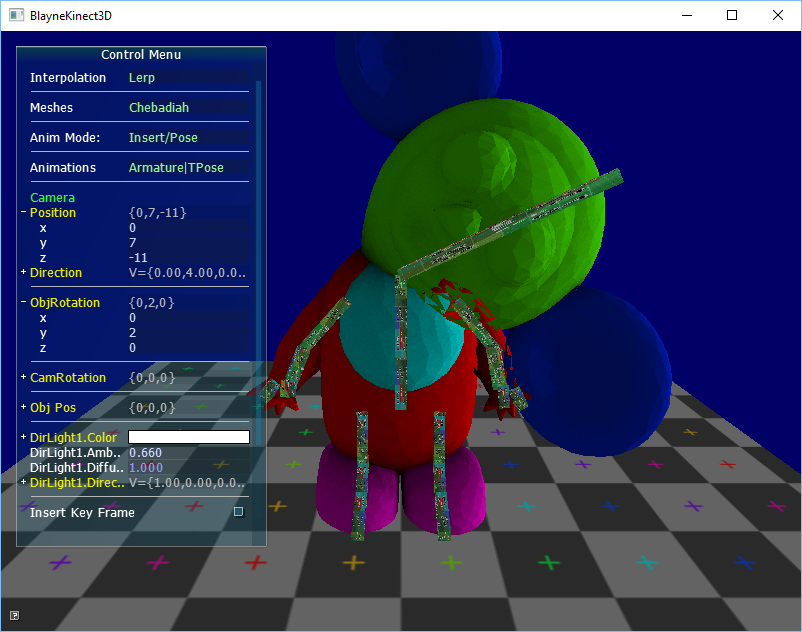 BlayneKinect3D
Control Menu
Interpolation Lerp
Meshes Chebadiah
Anim Mode: Insert/Pose
Animations Armature|TPose
Camera
− Position {0,7,-11}
x 0
y 7
z -11
+ Direction V={0.00,4.00,0.0..
− ObjRotation {0,2,0}
x 0
y 2
z 0
+ CamRotation {0,0,0}
+ Obj Pos {0,0,0}
+ DirLight1.Color
DirLight1.Amb.. 0.660
DirLight1.Diffu.. 1.000
+ DirLight1.Direc.. V={1.00,0.00,0.0..
Insert Key Frame
?